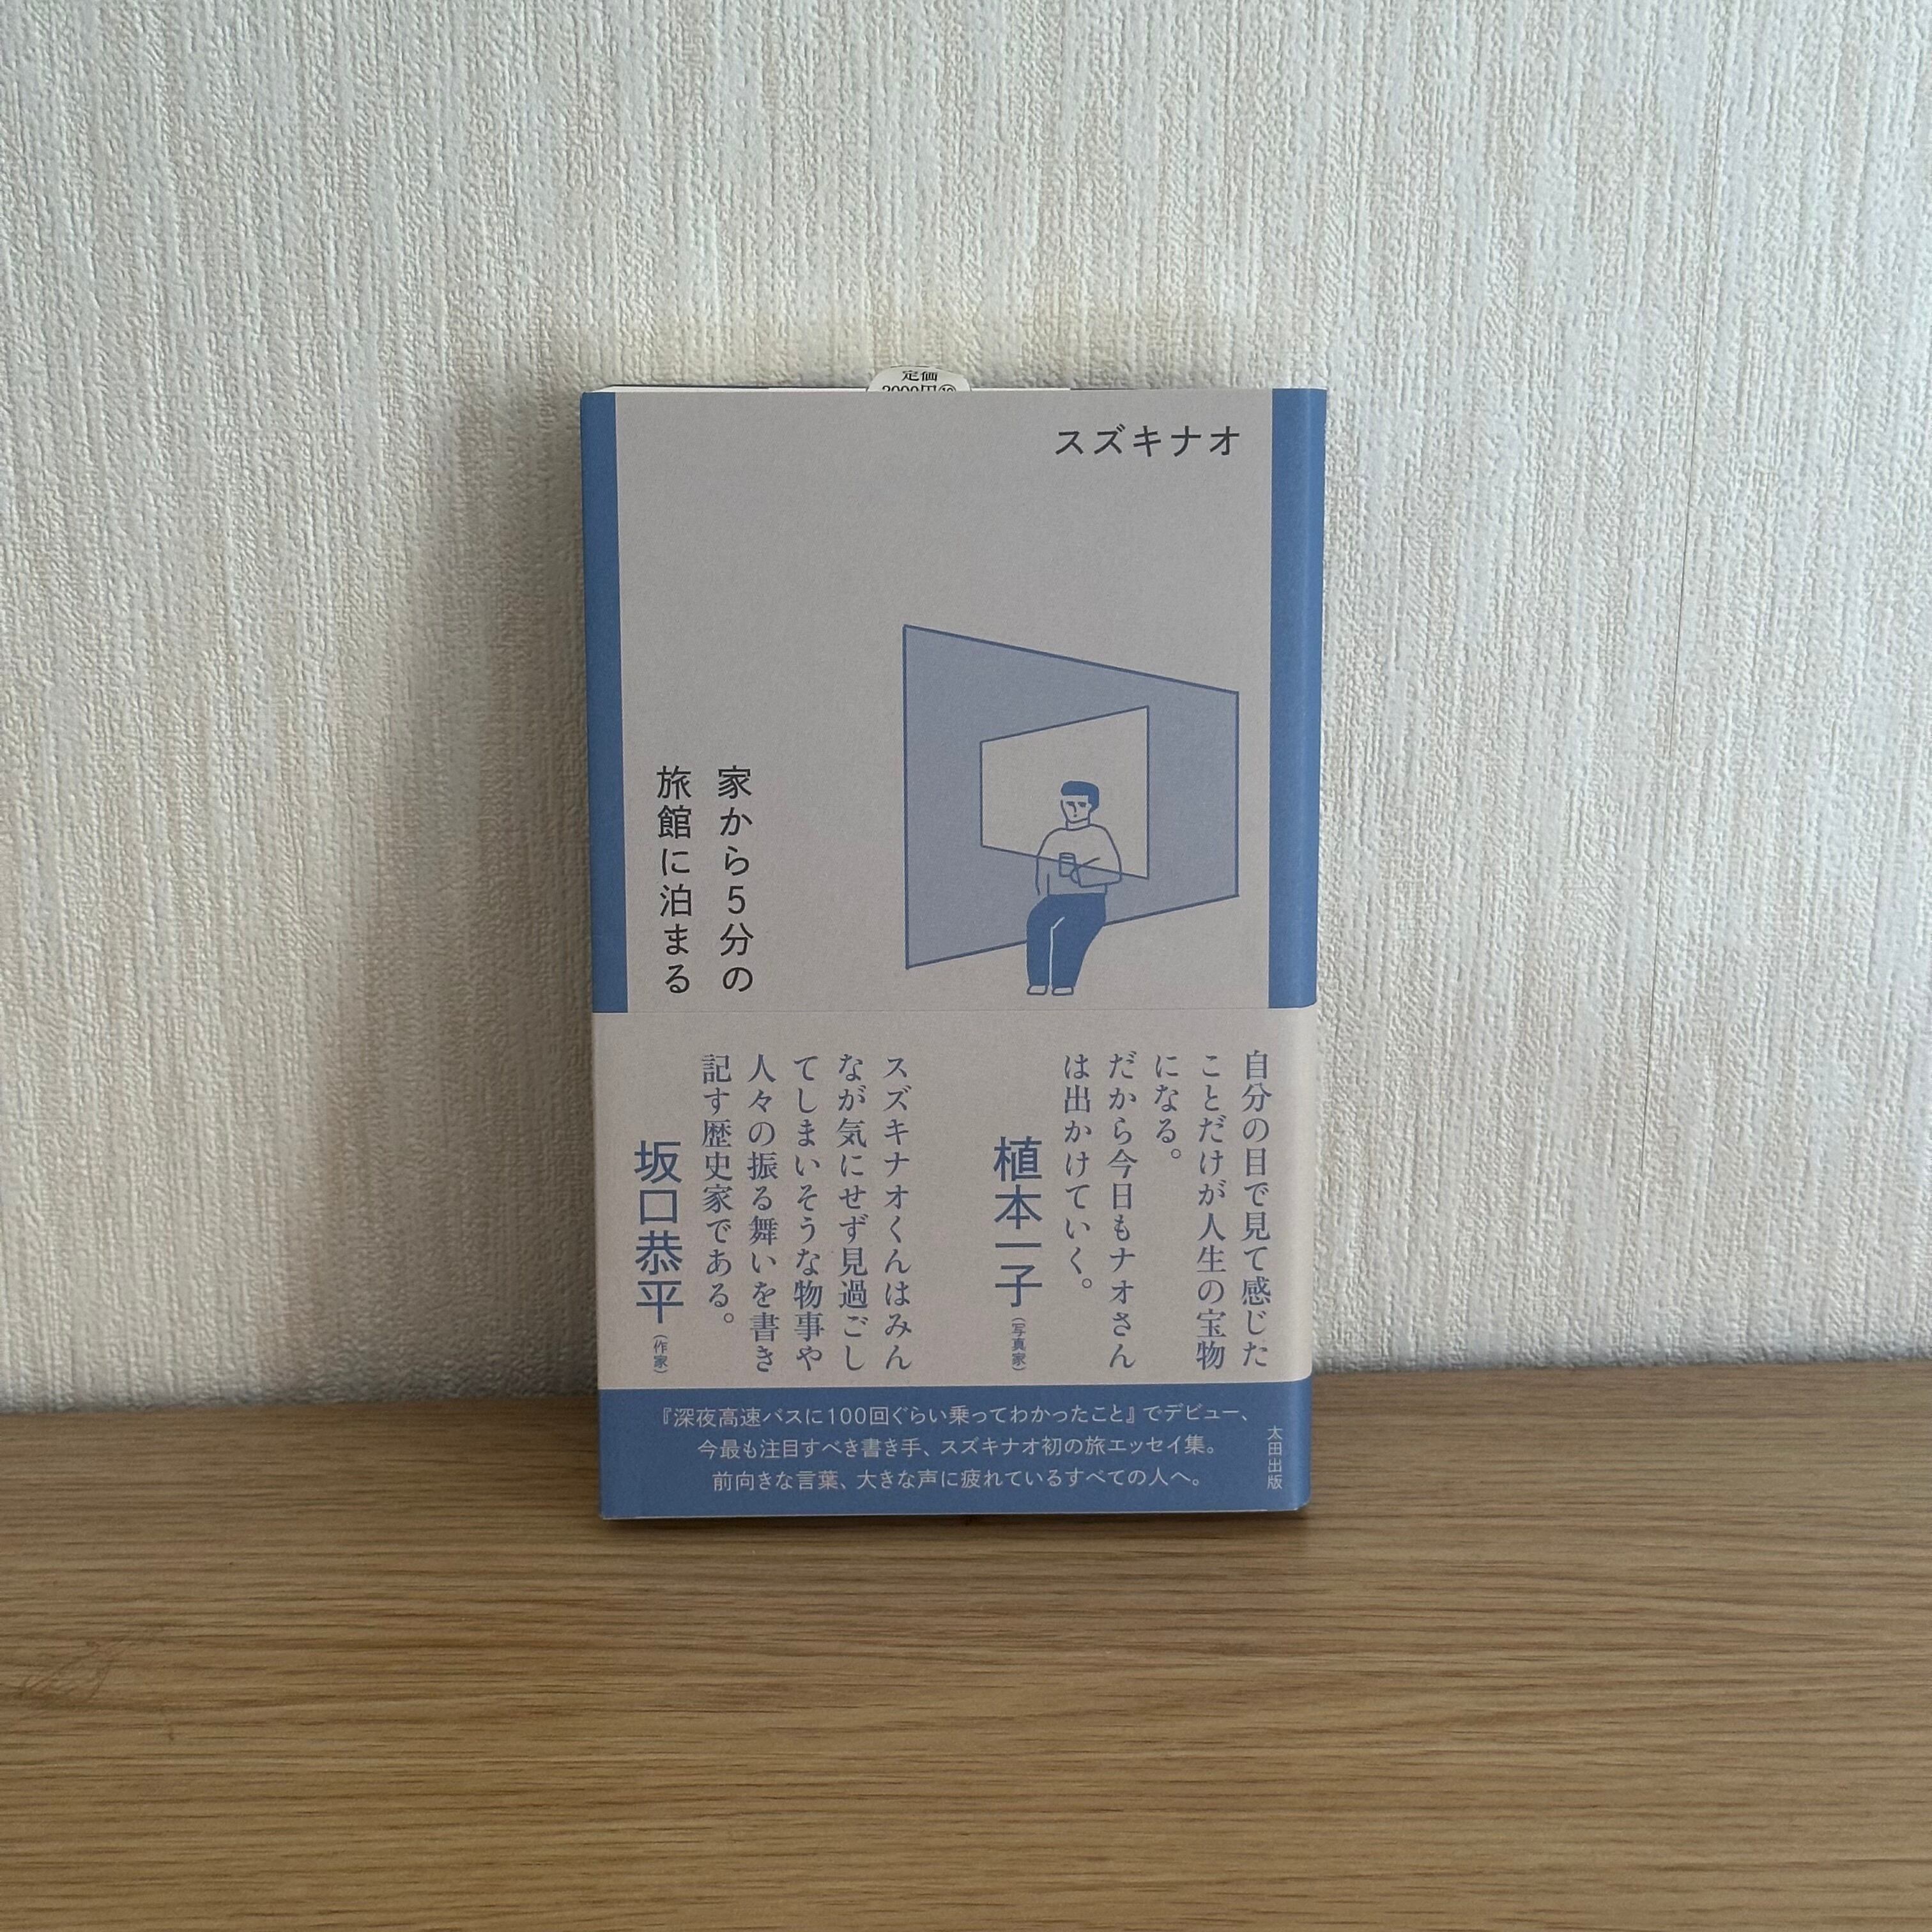 定価
スズキナオ
家から5分の
旅館に泊まる
自分の目で見て感じた
ことだけが人生の宝物
になる。
だから今日もナオさん
は出かけていく。
植本一子（写真家）
スズキナオくんはみん
なが気にせず見過ごし
てしまいそうな物事や
人々の振る舞いを書き
記す歴史家である。
坂口恭平（作家）
『深夜高速バスに100回ぐらい乗ってわかったこと』でデビュー、
今最も注目すべき書き手、スズキナオ初の旅エッセイ集。
前向きな言葉、大きな声に疲れているすべての人へ。
太田出版